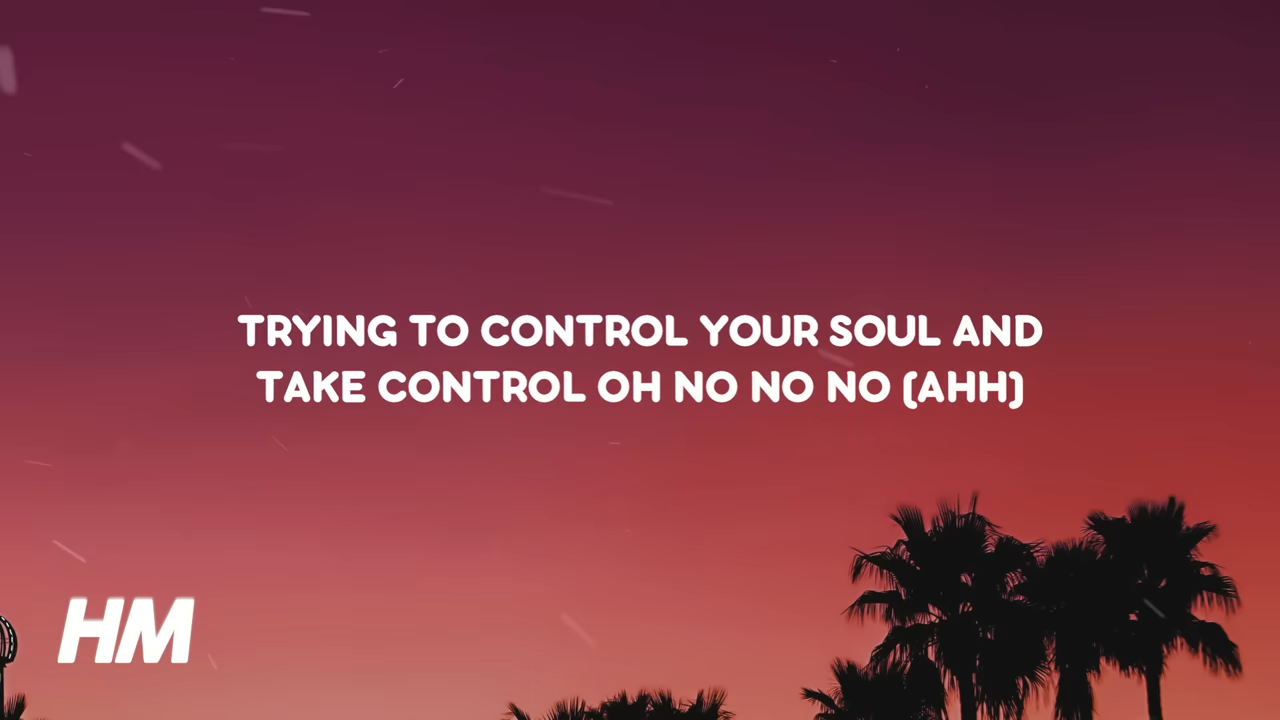 TRYING TO CONTROL YOUR SOUL AND
TAKE CONTROL OH NO NO NO (AHH)
HM